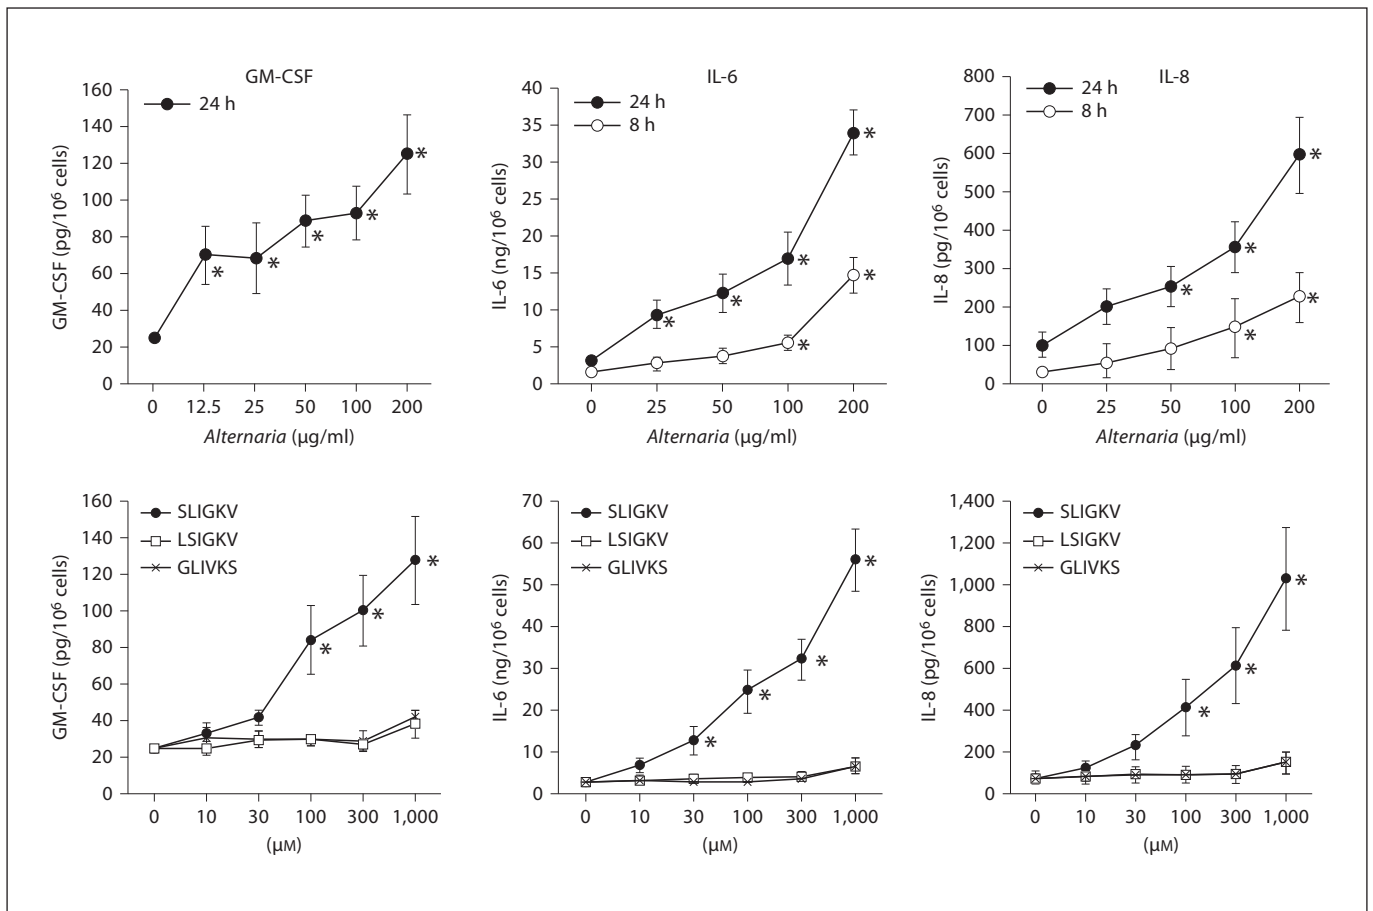 GM-CSF
160
140
120
100
80
60
40
20
0
GM-CSF (pg/10⁶ cells)
24 h
*
*
*
*
*
0 12.5 25 50 100 200
Alternaria (µg/ml)
IL-6
40
35
30
25
20
15
10
5
0
IL-6 (ng/10⁶ cells)
24 h
8 h
*
*
*
*
*
*
0 25 50 100 200
Alternaria (µg/ml)
IL-8
800
700
600
500
400
300
200
100
0
IL-8 (pg/10⁶ cells)
24 h
8 h
*
*
*
*
*
0 25 50 100 200
Alternaria (µg/ml)
160
140
120
100
80
60
40
20
0
GM-CSF (pg/10⁶ cells)
SLIGKV
LSIGKV
GLIVKS
*
*
*
0 10 30 100 300 1,000
(µM)
70
60
50
40
30
20
10
0
IL-6 (ng/10⁶ cells)
SLIGKV
LSIGKV
GLIVKS
*
*
*
*
0 10 30 100 300 1,000
(µM)
1,400
1,200
1,000
800
600
400
200
0
IL-8 (pg/10⁶ cells)
SLIGKV
LSIGKV
GLIVKS
*
*
*
0 10 30 100 300 1,000
(µM)